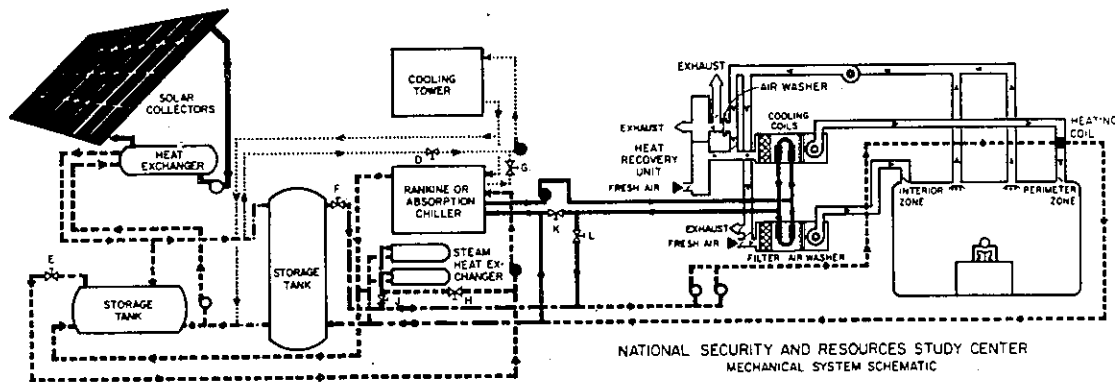 SOLAR
COLLECTORS
HEAT
EXCHANGER
E
STORAGE
TANK
STORAGE
TANK
F
COOLING
TOWER
D
G
RANKINE OR
ABSORPTION
CHILLER
STEAM
HEAT EX-
CHANGER
J
H
K
L
EXHAUST
AIR WASHER
EXHAUST
HEAT
RECOVERY
UNIT
FRESH AIR
COOLING
COILS
EXHAUST
FRESH AIR
FILTER AIR WASHER
HEATING
COIL
INTERIOR
ZONE
PERIMETER
ZONE
NATIONAL SECURITY AND RESOURCES STUDY CENTER
MECHANICAL SYSTEM SCHEMATIC